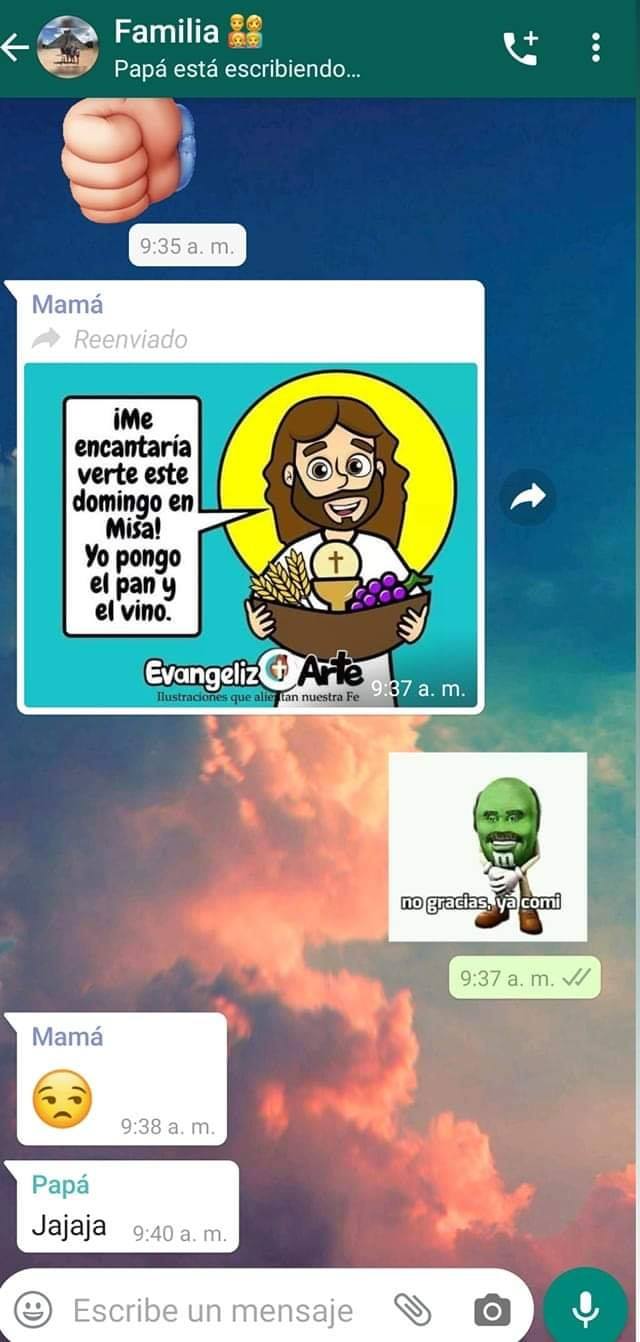 Familia
Papá está escribiendo...
9:35 a. m.
Mamá
Reenviado
¡Me
encantaría
verte este
domingo en
Misa!
Yo pongo
el pan y
el vino.
Evangeliz Arte
Ilustraciones que alientan nuestra Fe
9:37 a. m.
no gracias, ya comi
9:37 a. m.
Mamá
9:38 a. m.
Papá
Jajaja
9:40 a. m.
Escribe un mensaje